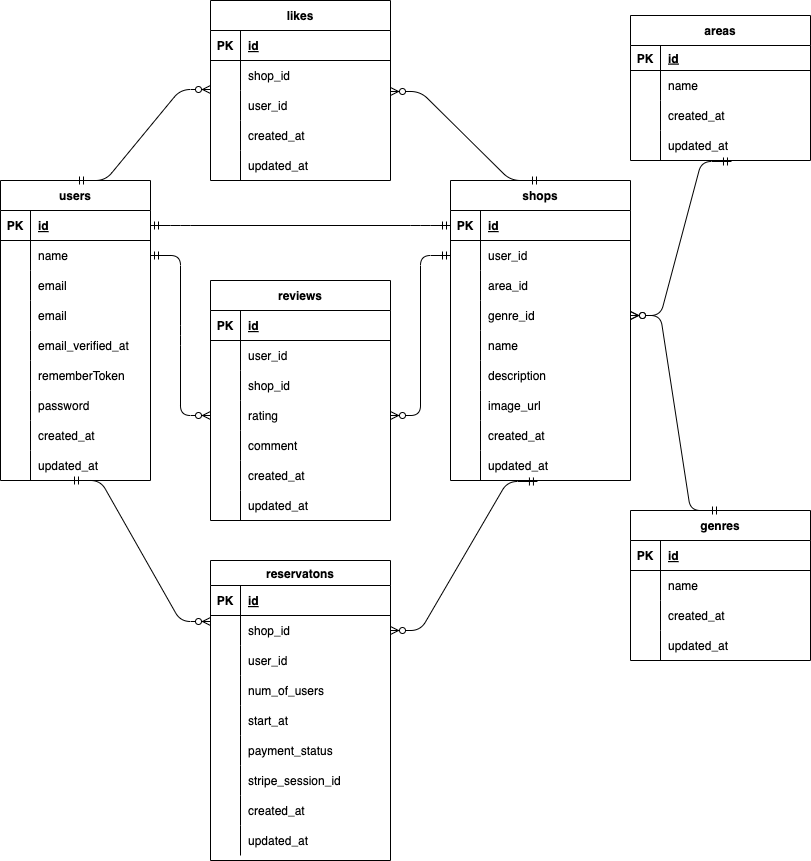 likes
PK id
shop_id
user_id
created_at
updated_at
areas
PK id
name
created_at
updated_at
users
PK id
name
email
email
email_verified_at
rememberToken
password
created_at
updated_at
shops
PK id
user_id
area_id
genre_id
name
description
image_url
created_at
updated_at
reviews
PK id
user_id
shop_id
rating
comment
created_at
updated_at
genres
PK id
name
created_at
updated_at
reservatons
PK id
shop_id
user_id
num_of_users
start_at
payment_status
stripe_session_id
created_at
updated_at